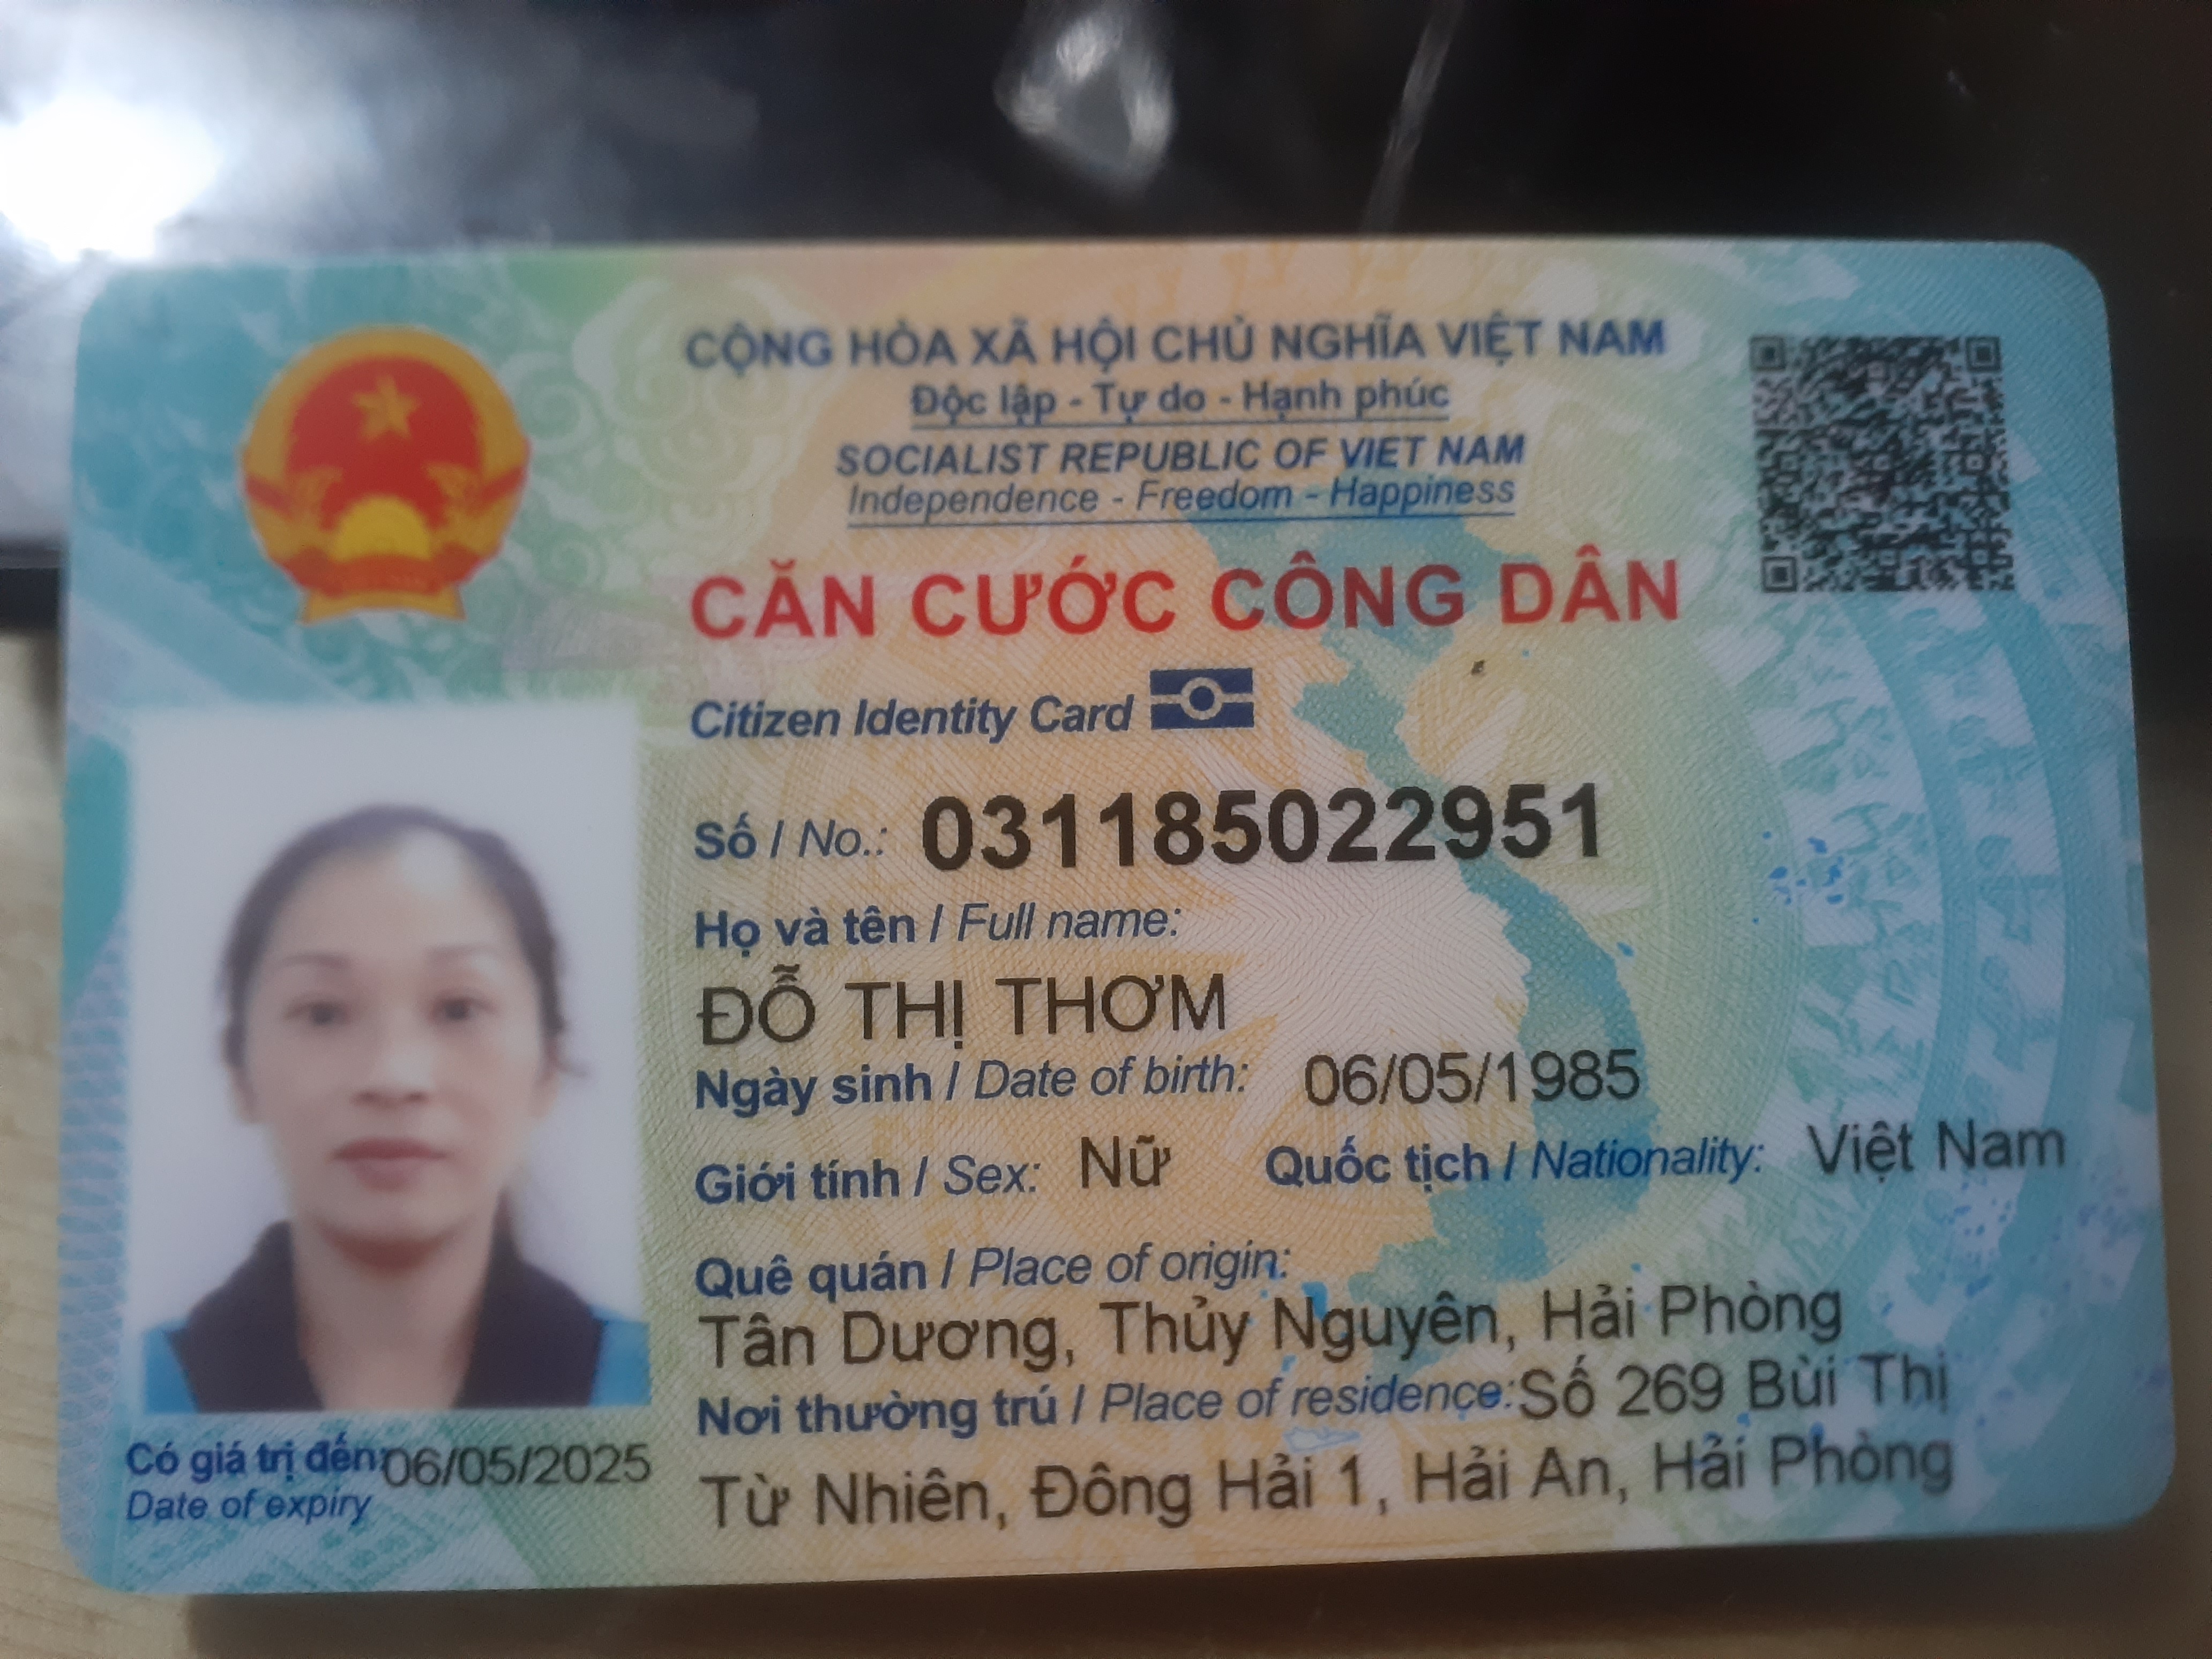 CỘNG HÒA XÃ HỘI CHỦ NGHĨA VIỆT NAM
Độc lập - Tự do - Hạnh phúc
SOCIALIST REPUBLIC OF VIET NAM
Independence - Freedom - Happiness
CĂN CƯỚC CÔNG DÂN
Citizen Identity Card
Số / No.: 031185022951
Họ và tên / Full name:
ĐỖ THỊ THƠM
Ngày sinh / Date of birth: 06/05/1985
Giới tính / Sex: Nữ Quốc tịch / Nationality: Việt Nam
Quê quán / Place of origin:
Tân Dương, Thủy Nguyên, Hải Phòng
Nơi thường trú / Place of residence: Số 269 Bùi Thị
Từ Nhiên, Đông Hải 1, Hải An, Hải Phòng
Có giá trị đến: 06/05/2025
Date of expiry